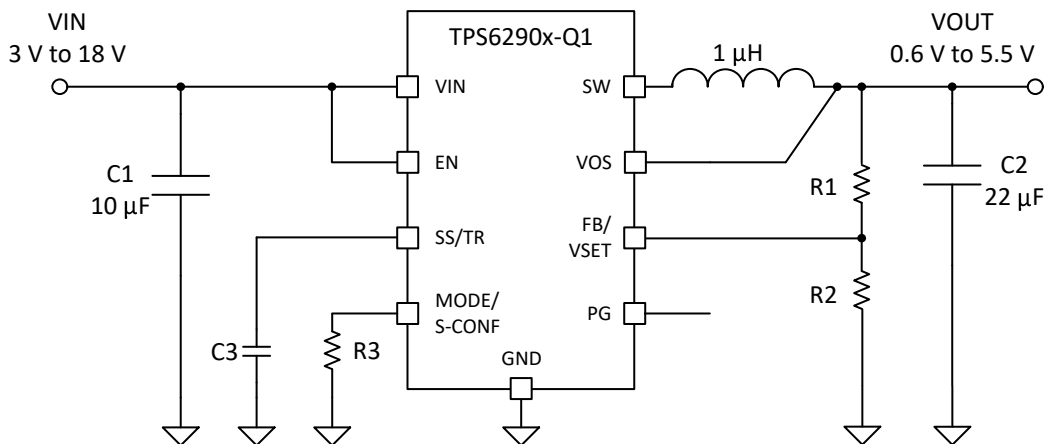 VIN
3 V to 18 V
TPS6290x-Q1
VOUT
0.6 V to 5.5 V
1 µH
VIN
SW
EN
VOS
C1
10 µF
R1
C2
22 µF
SS/TR
FB/
VSET
MODE/
S-CONF
PG
R2
C3
R3
GND